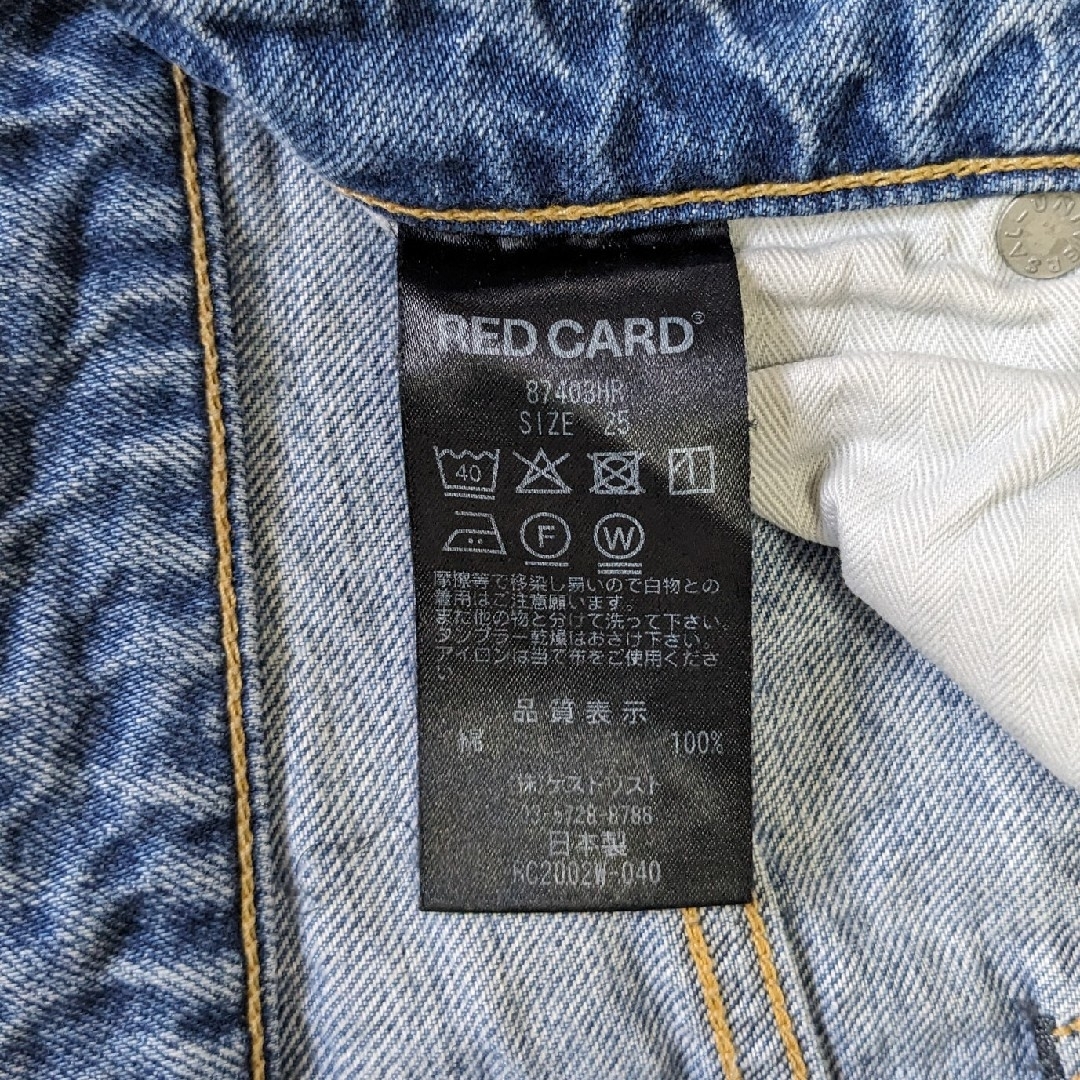 RED CARD®
87403HR
SIZE 25
40
F W
摩擦等で移染し易いので白物との
兼用はご注意願います。
また他の物と分けて洗って下さい.
タンブラー乾燥はおさけ下さい.
アイロンは当て布をご使用くださ
い
品質表示
綿 100%
株)ゲストリスト
03-6728-8788
日本製
RC2002W-040